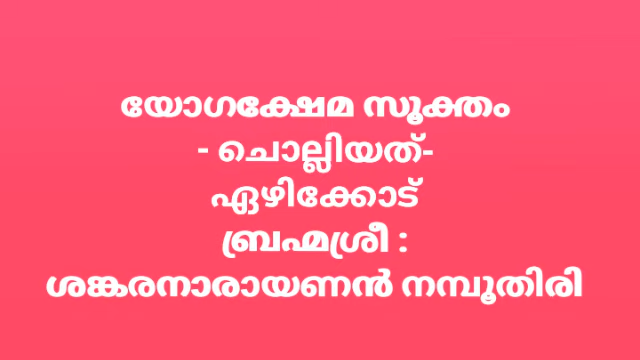 യോഗക്ഷേമ സൂക്തം
- ചൊല്ലിയത്-
ഏഴിക്കോട്
ബ്രഹ്മശ്രീ :
ശങ്കരനാരായണൻ നമ്പൂതിരി